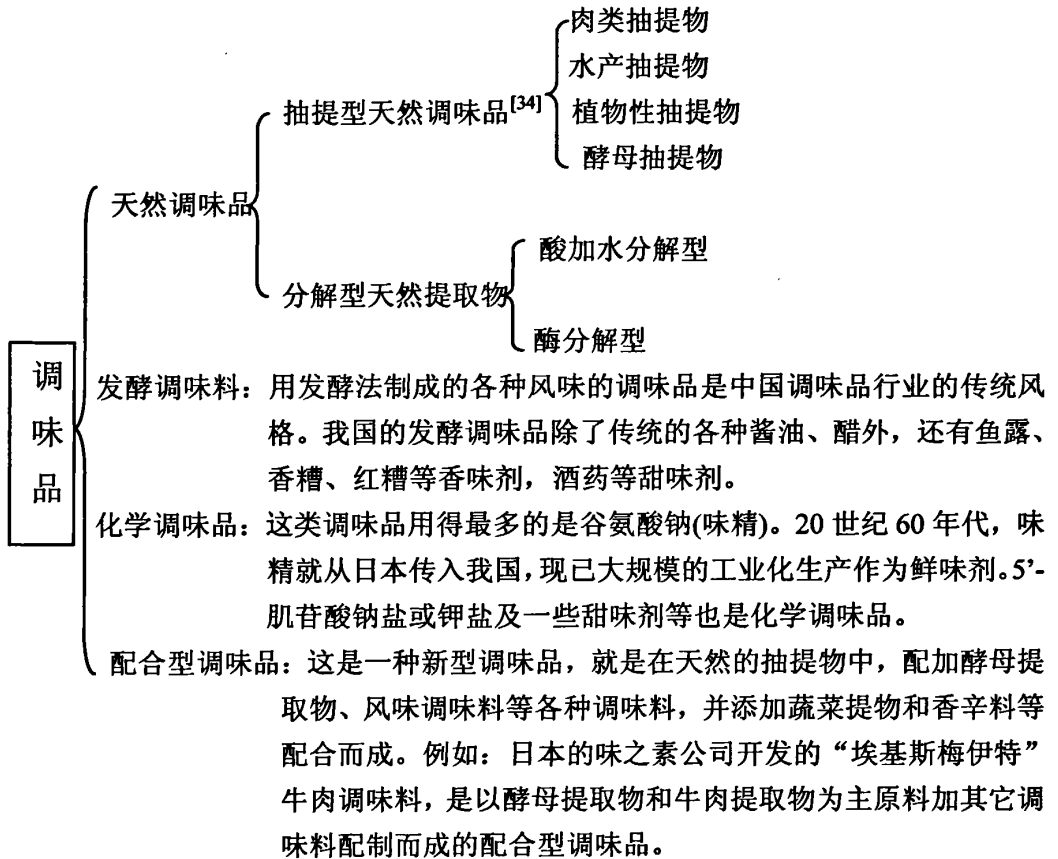 肉类抽提物
水产抽提物
抽提型天然调味品[34]
植物性抽提物
酵母抽提物
天然调味品
酸加水分解型
分解型天然提取物
酶分解型
调
味
品
发酵调味料：用发酵法制成的各种风味的调味品是中国调味品行业的传统风
格。我国的发酵调味品除了传统的各种酱油、醋外，还有鱼露、
香糟、红糟等香味剂，酒药等甜味剂。
化学调味品：这类调味品用得最多的是谷氨酸钠(味精)。20 世纪 60 年代，味
精就从日本传入我国，现已大规模的工业化生产作为鲜味剂。5’-
肌苷酸钠盐或钾盐及一些甜味剂等也是化学调味品。
配合型调味品：这是一种新型调味品，就是在天然的抽提物中，配加酵母提
取物、风味调味料等各种调味料，并添加蔬菜提物和香辛料等
配合而成。例如：日本的味之素公司开发的“埃基斯梅伊特”
牛肉调味料，是以酵母提取物和牛肉提取物为主原料加其它调
味料配制而成的配合型调味品。